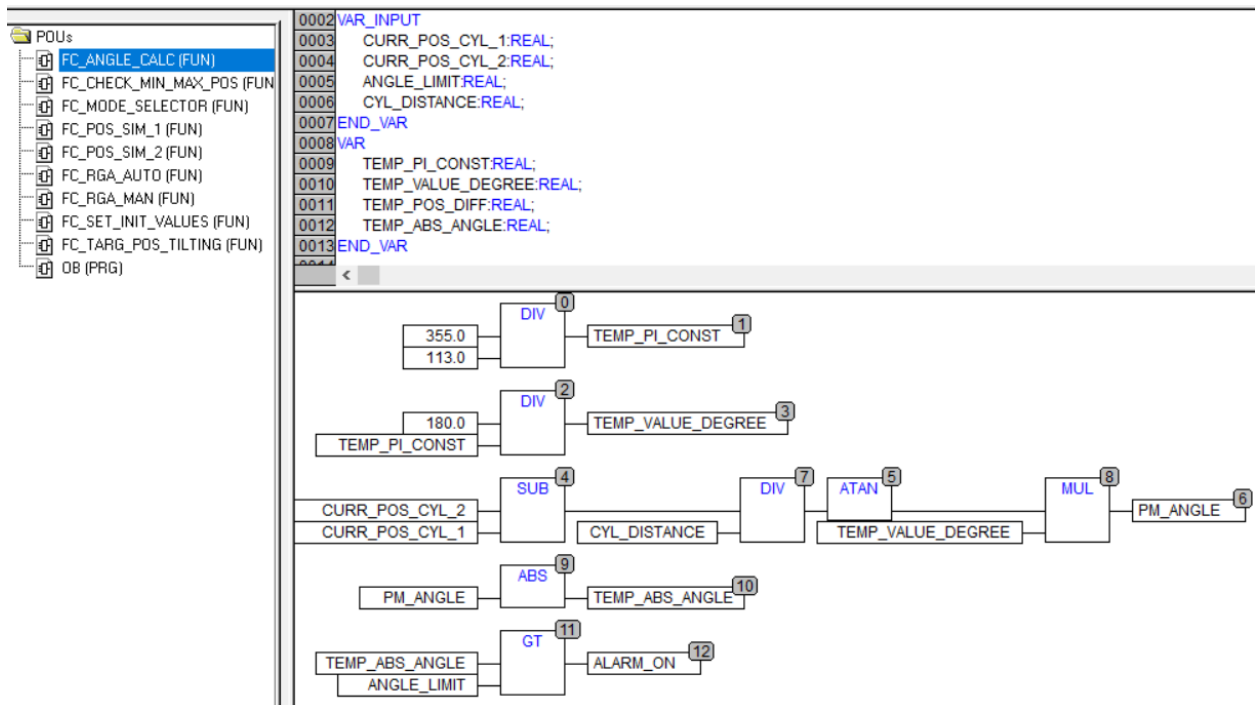 POUs
FC_ANGLE_CALC (FUN)
FC_CHECK_MIN_MAX_POS (FUN
FC_MODE_SELECTOR (FUN)
FC_POS_SIM_1 (FUN)
FC_POS_SIM_2 (FUN)
FC_RGA_AUTO (FUN)
FC_RGA_MAN (FUN)
FC_SET_INIT_VALUES (FUN)
FC_TARG_POS_TILTING (FUN)
OB (PRG)
0002 VAR_INPUT
0003 CURR_POS_CYL_1:REAL;
0004 CURR_POS_CYL_2:REAL;
0005 ANGLE_LIMIT:REAL;
0006 CYL_DISTANCE:REAL;
0007 END_VAR
0008 VAR
0009 TEMP_PI_CONST:REAL;
0010 TEMP_VALUE_DEGREE:REAL;
0011 TEMP_POS_DIFF:REAL;
0012 TEMP_ABS_ANGLE:REAL;
0013 END_VAR
0014
<
DIV 0
355.0 TEMP_PI_CONST 1
113.0
DIV 2
180.0 TEMP_VALUE_DEGREE 3
TEMP_PI_CONST
SUB 4 DIV 7 ATAN 5 MUL 8
CURR_POS_CYL_2 PM_ANGLE 6
CURR_POS_CYL_1 CYL_DISTANCE TEMP_VALUE_DEGREE
ABS 9
PM_ANGLE TEMP_ABS_ANGLE 10
GT 11
TEMP_ABS_ANGLE ALARM_ON 12
ANGLE_LIMIT